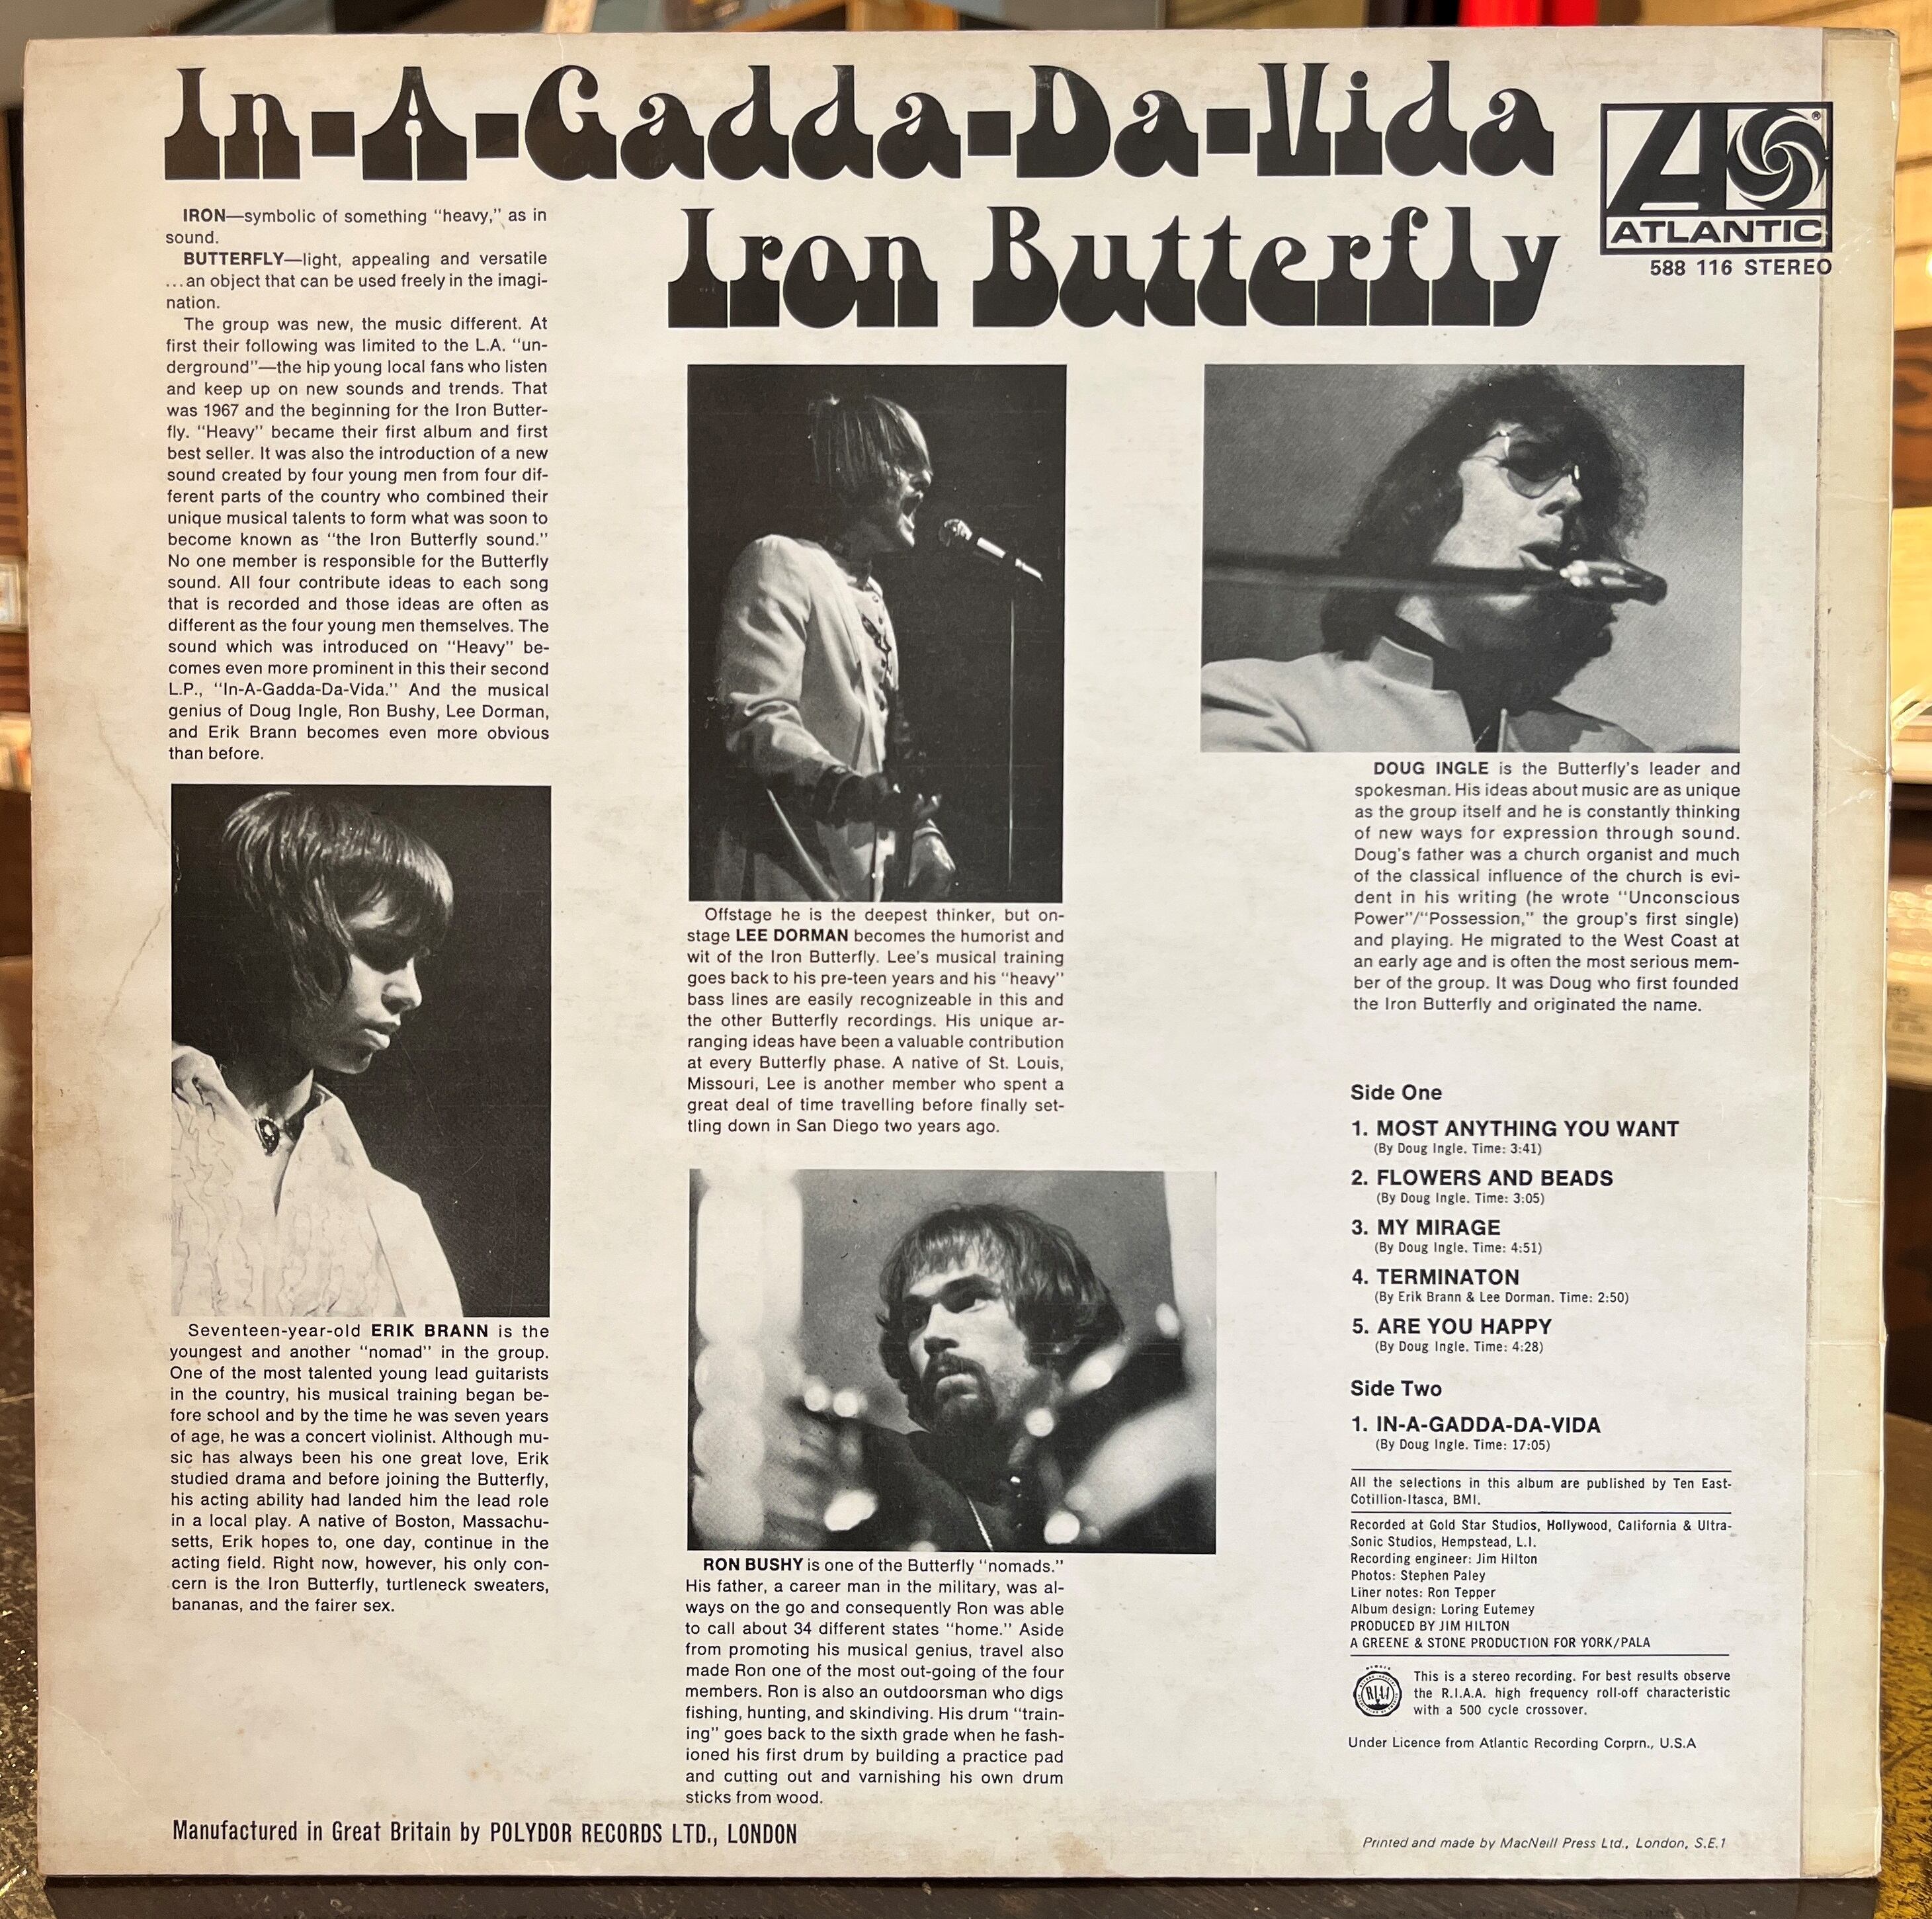 In-A-Gadda-Da-Vida
Iron Butterfly
ATLANTIC
®
588 116 STEREO
IRON—symbolic of something “heavy,” as in
sound.
BUTTERFLY—light, appealing and versatile
...an object that can be used freely in the imagi-
nation.
The group was new, the music different. At
first their following was limited to the L.A. “un-
derground”—the hip young local fans who listen
and keep up on new sounds and trends. That
was 1967 and the beginning for the Iron Butter-
fly. “Heavy” became their first album and first
best seller. It was also the introduction of a new
sound created by four young men from four dif-
ferent parts of the country who combined their
unique musical talents to form what was soon to
become known as “the Iron Butterfly sound.”
No one member is responsible for the Butterfly
sound. All four contribute ideas to each song
that is recorded and those ideas are often as
different as the four young men themselves. The
sound which was introduced on “Heavy” be-
comes even more prominent in this their second
L.P., “In-A-Gadda-Da-Vida.” And the musical
genius of Doug Ingle, Ron Bushy, Lee Dorman,
and Erik Brann becomes even more obvious
than before.
Seventeen-year-old ERIK BRANN is the
youngest and another “nomad” in the group.
One of the most talented young lead guitarists
in the country, his musical training began be-
fore school and by the time he was seven years
of age, he was a concert violinist. Although mu-
sic has always been his one great love, Erik
studied drama and before joining the Butterfly,
his acting ability had landed him the lead role
in a local play. A native of Boston, Massachu-
setts, Erik hopes to, one day, continue in the
acting field. Right now, however, his only con-
cern is the Iron Butterfly, turtleneck sweaters,
bananas, and the fairer sex.
Offstage he is the deepest thinker, but on-
stage LEE DORMAN becomes the humorist and
wit of the Iron Butterfly. Lee’s musical training
goes back to his pre-teen years and his “heavy”
bass lines are easily recognizeable in this and
the other Butterfly recordings. His unique ar-
ranging ideas have been a valuable contribution
at every Butterfly phase. A native of St. Louis,
Missouri, Lee is another member who spent a
great deal of time travelling before finally set-
tling down in San Diego two years ago.
RON BUSHY is one of the Butterfly “nomads.”
His father, a career man in the military, was al-
ways on the go and consequently Ron was able
to call about 34 different states “home.” Aside
from promoting his musical genius, travel also
made Ron one of the most out-going of the four
members. Ron is also an outdoorsman who digs
fishing, hunting, and skindiving. His drum “train-
ing” goes back to the sixth grade when he fash-
ioned his first drum by building a practice pad
and cutting out and varnishing his own drum
sticks from wood.
DOUG INGLE is the Butterfly’s leader and
spokesman. His ideas about music are as unique
as the group itself and he is constantly thinking
of new ways for expression through sound.
Doug’s father was a church organist and much
of the classical influence of the church is evi-
dent in his writing (he wrote “Unconscious
Power”/“Possession,” the group’s first single)
and playing. He migrated to the West Coast at
an early age and is often the most serious mem-
ber of the group. It was Doug who first founded
the Iron Butterfly and originated the name.
Side One
1. MOST ANYTHING YOU WANT
(By Doug Ingle. Time: 3:41)
2. FLOWERS AND BEADS
(By Doug Ingle. Time: 3:05)
3. MY MIRAGE
(By Doug Ingle. Time: 4:51)
4. TERMINATON
(By Erik Brann & Lee Dorman. Time: 2:50)
5. ARE YOU HAPPY
(By Doug Ingle. Time: 4:28)
Side Two
1. IN-A-GADDA-DA-VIDA
(By Doug Ingle. Time: 17:05)
All the selections in this album are published by Ten East-
Cotillion-Itasca, BMI.
Recorded at Gold Star Studios, Hollywood, California & Ultra-
Sonic Studios, Hempstead, L.I.
Recording engineer: Jim Hilton
Photos: Stephen Paley
Liner notes: Ron Tepper
Album design: Loring Eutemey
PRODUCED BY JIM HILTON
A GREENE & STONE PRODUCTION FOR YORK/PALA
RIAA
This is a stereo recording. For best results observe
the R.I.A.A. high frequency roll-off characteristic
with a 500 cycle crossover.
Under Licence from Atlantic Recording Corprn., U.S.A
Manufactured in Great Britain by POLYDOR RECORDS LTD., LONDON
Printed and made by MacNeill Press Ltd., London, S.E.1